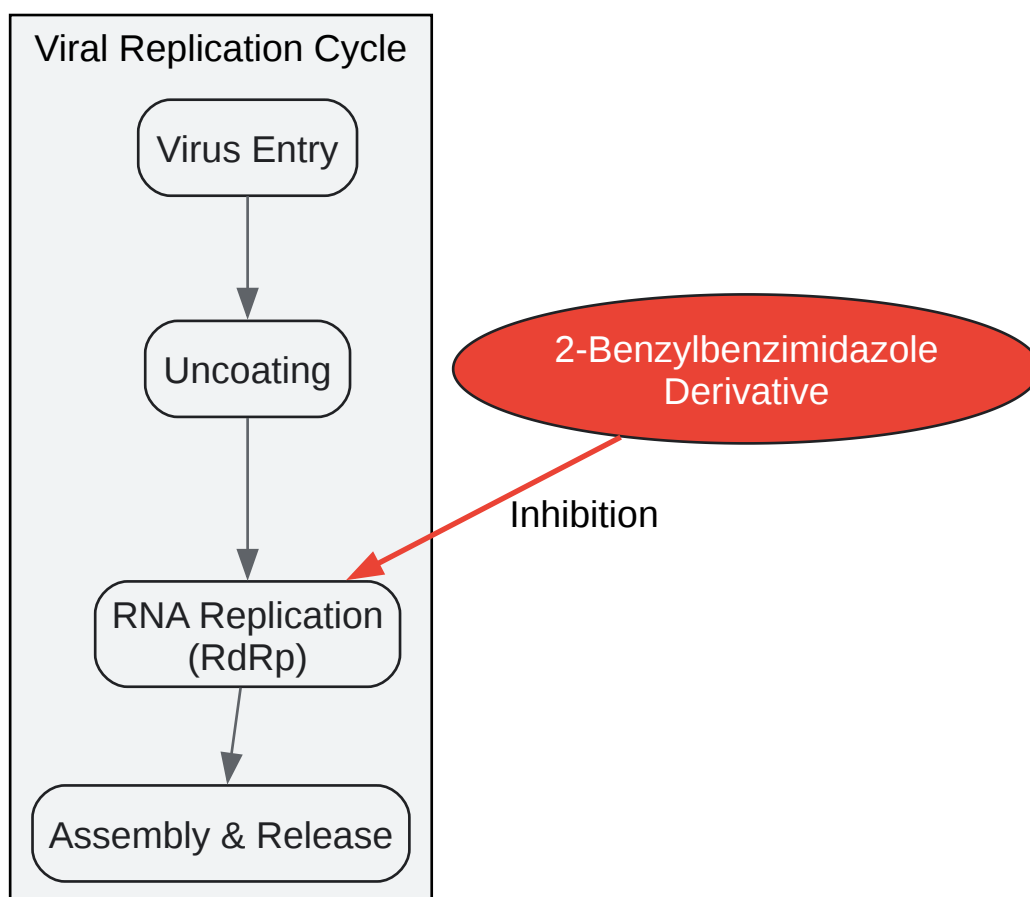 Viral Replication Cycle
Virus Entry
Uncoating
2-Benzylbenzimidazole
Derivative
Inhibition
RNA Replication
(RdRp)
Assembly & Release